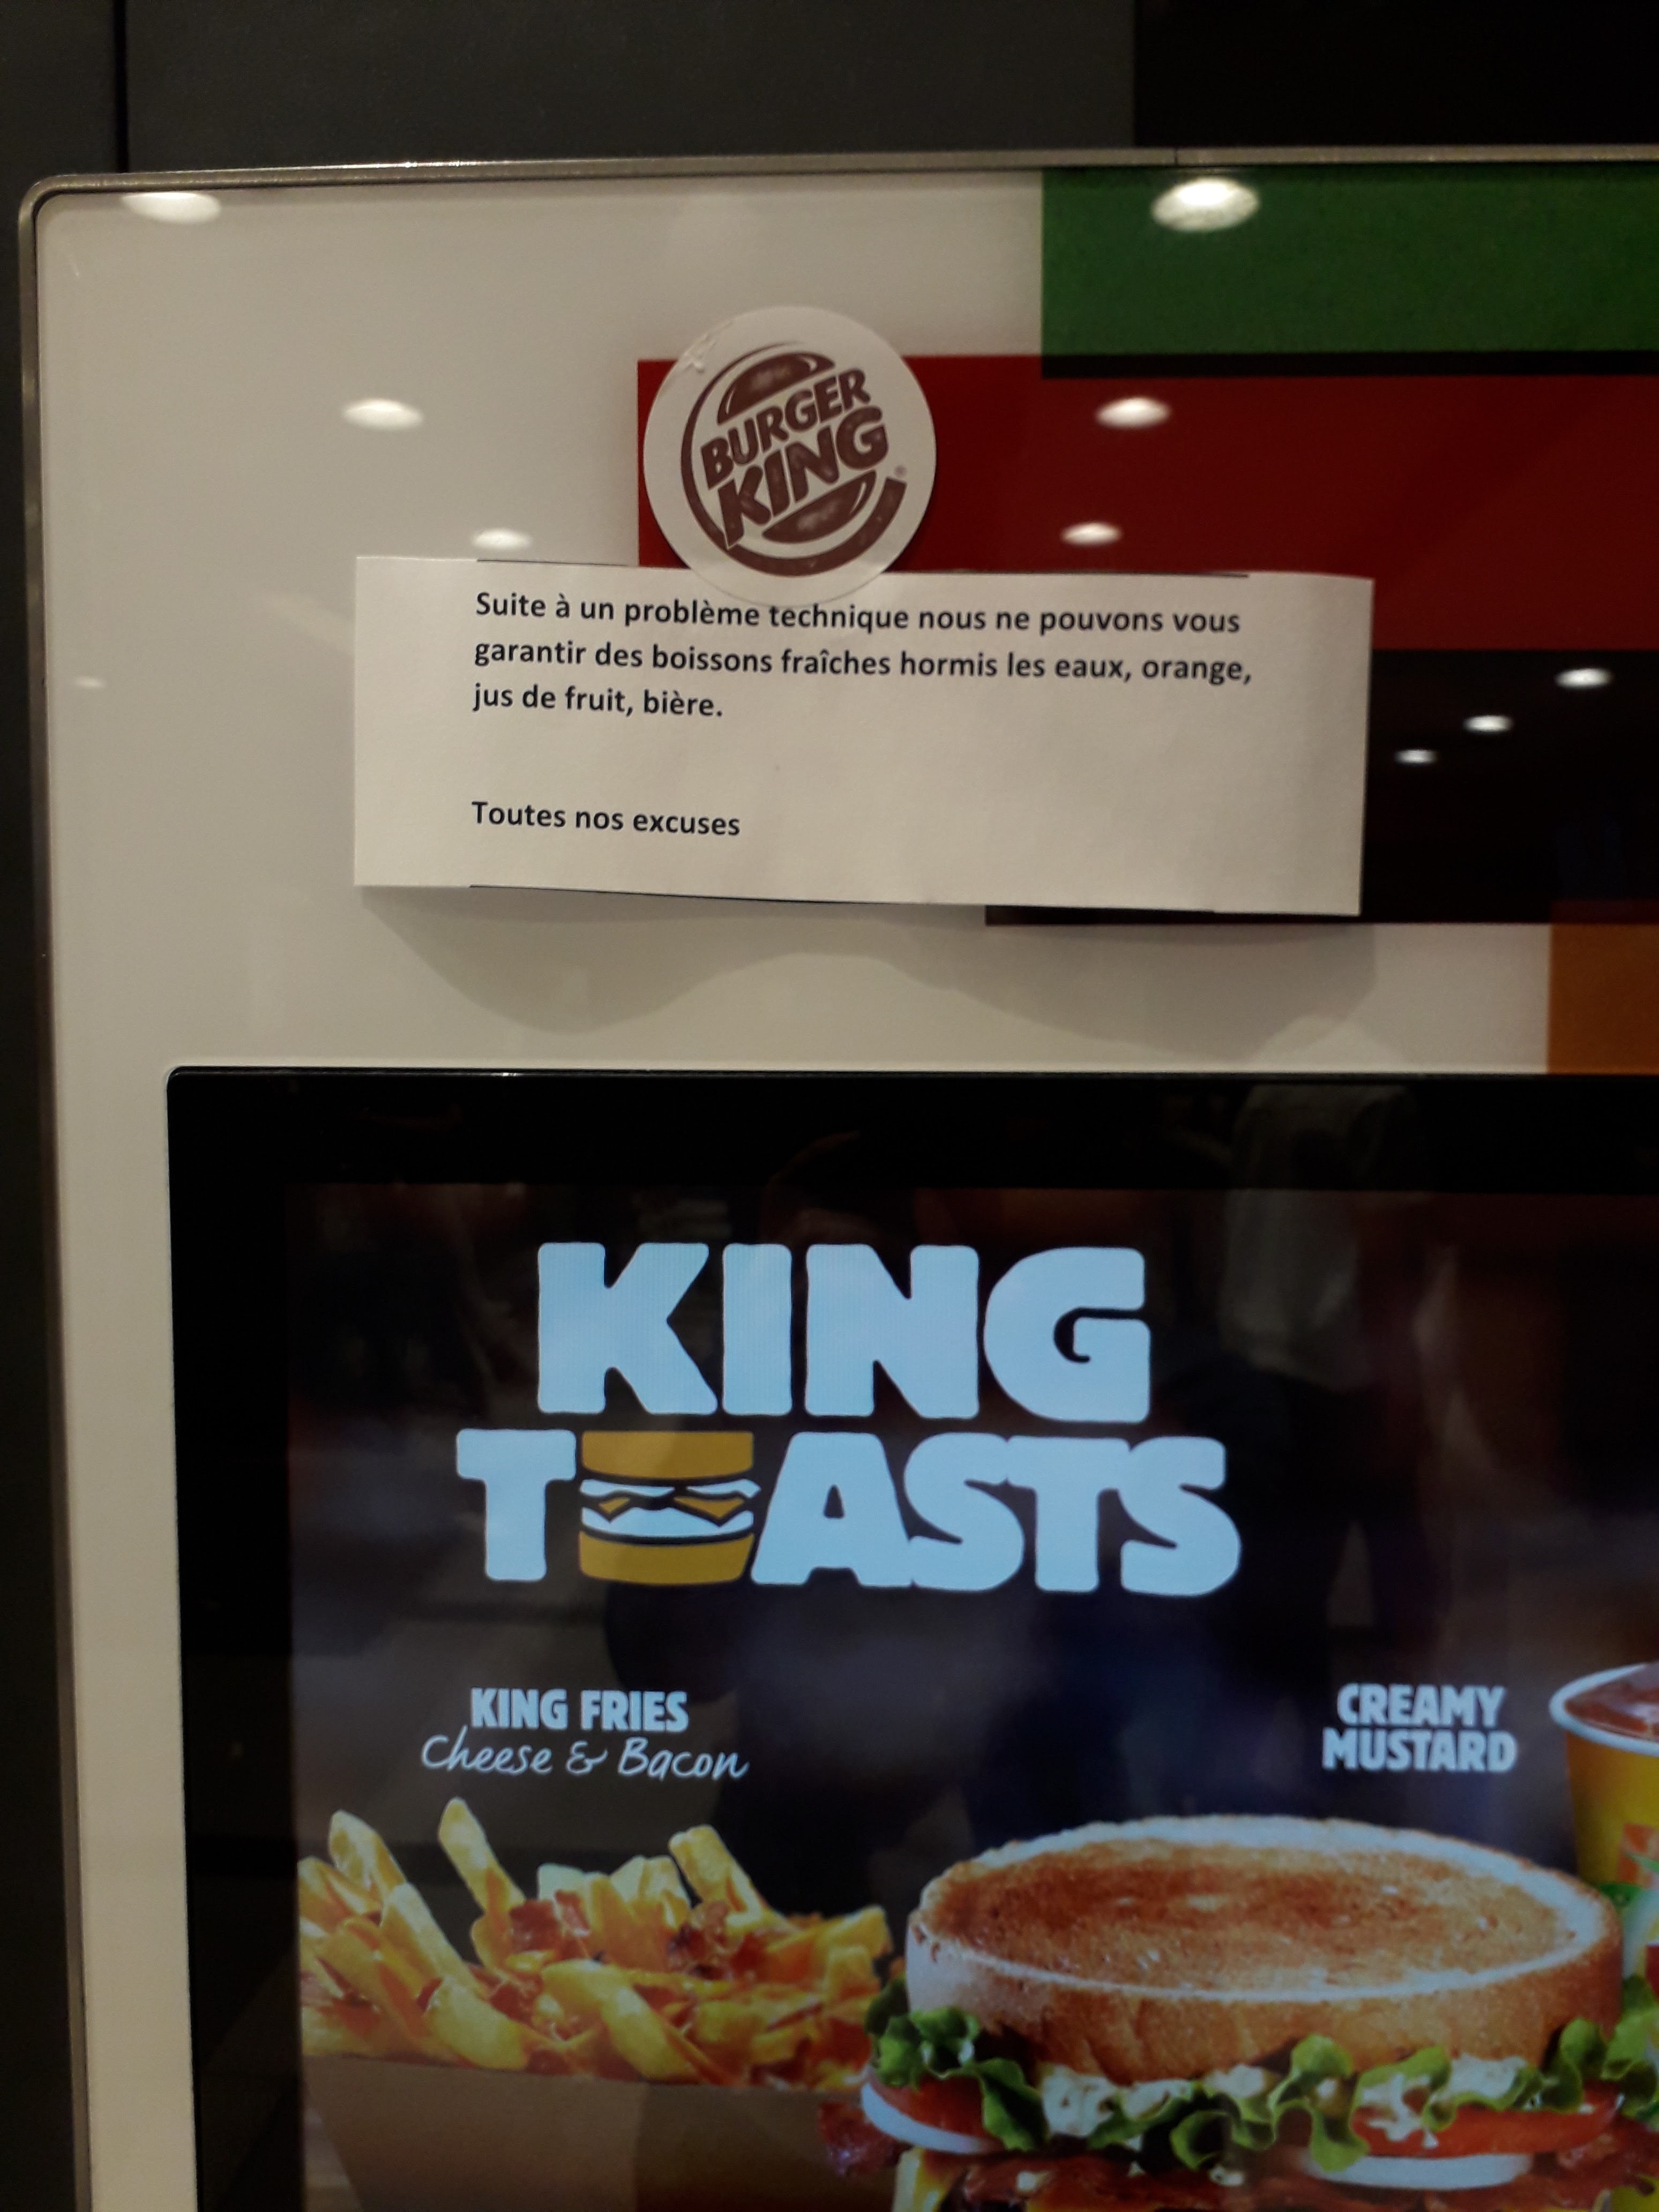 BURGER
KING
Suite à un problème technique nous ne pouvons vous
garantir des boissons fraîches hormis les eaux, orange,
jus de fruit, bière.
Toutes nos excuses
KING
TOASTS
KING FRIES
Cheese & Bacon
CREAMY
MUSTARD